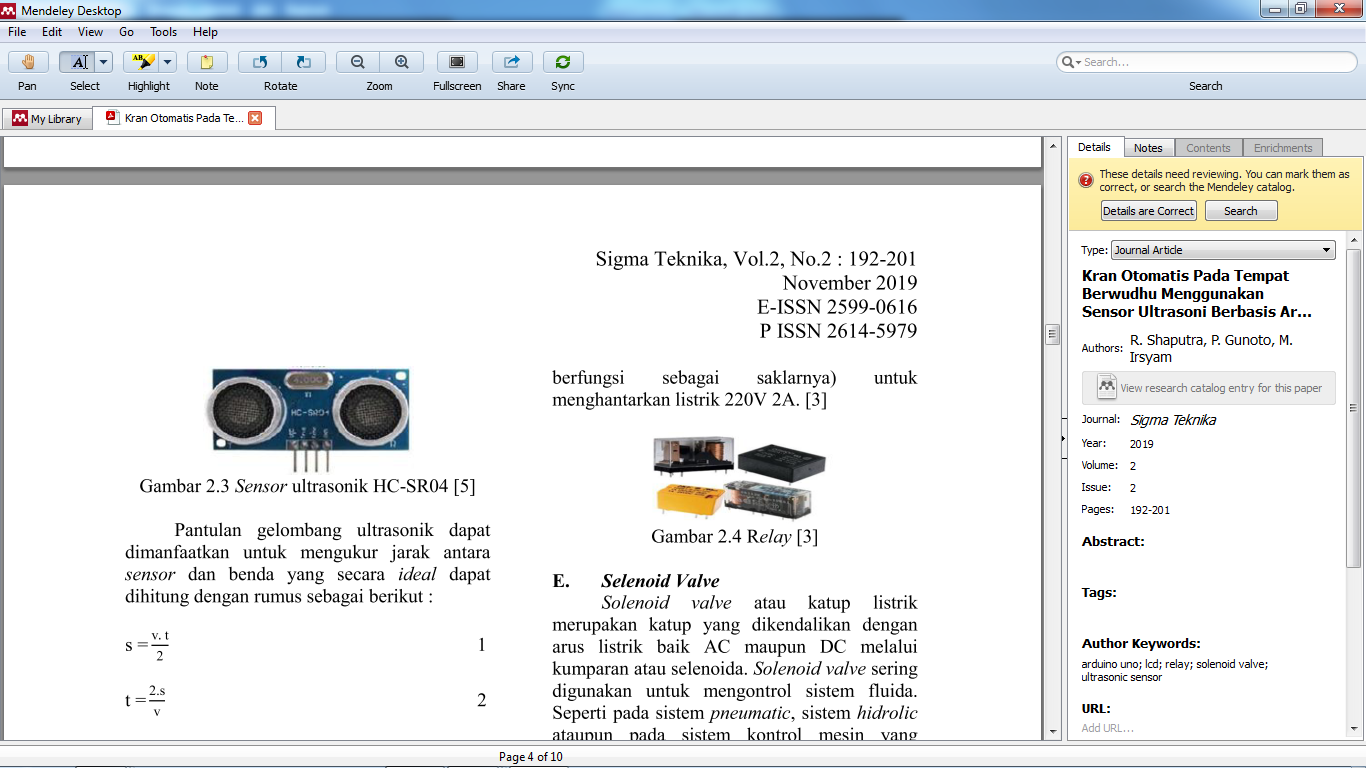 Mendeley Desktop
File Edit View Go Tools Help
Pan Select Highlight Note Rotate Zoom Fullscreen Share Sync
Search...
Search
My Library
Kran Otomatis Pada Te...
Sigma Teknika, Vol.2, No.2 : 192-201
November 2019
E-ISSN 2599-0616
P ISSN 2614-5979
HC-SR04
Gambar 2.3 Sensor ultrasonik HC-SR04 [5]
Pantulan gelombang ultrasonik dapat
dimanfaatkan untuk mengukur jarak antara
sensor dan benda yang secara ideal dapat
dihitung dengan rumus sebagai berikut :
s = v. t / 2 1
t = 2.s / v 2
berfungsi sebagai saklarnya) untuk
menghantarkan listrik 220V 2A. [3]
Gambar 2.4 Relay [3]
E. Selenoid Valve
Solenoid valve atau katup listrik
merupakan katup yang dikendalikan dengan
arus listrik baik AC maupun DC melalui
kumparan atau selenoida. Solenoid valve sering
digunakan untuk mengontrol sistem fluida.
Seperti pada sistem pneumatic, sistem hidrolic
ataupun pada sistem kontrol mesin yang
Page 4 of 10
Details Notes Contents Enrichments
These details need reviewing. You can mark them as
correct, or search the Mendeley catalog.
Details are Correct Search
Type: Journal Article
Kran Otomatis Pada Tempat
Berwudhu Menggunakan
Sensor Ultrasoni Berbasis Ar...
Authors: R. Shaputra, P. Gunoto, M.
Irsyam
View research catalog entry for this paper
Journal: Sigma Teknika
Year: 2019
Volume: 2
Issue: 2
Pages: 192-201
Abstract:
Tags:
Author Keywords:
arduino uno; lcd; relay; solenoid valve;
ultrasonic sensor
URL:
Add URL...